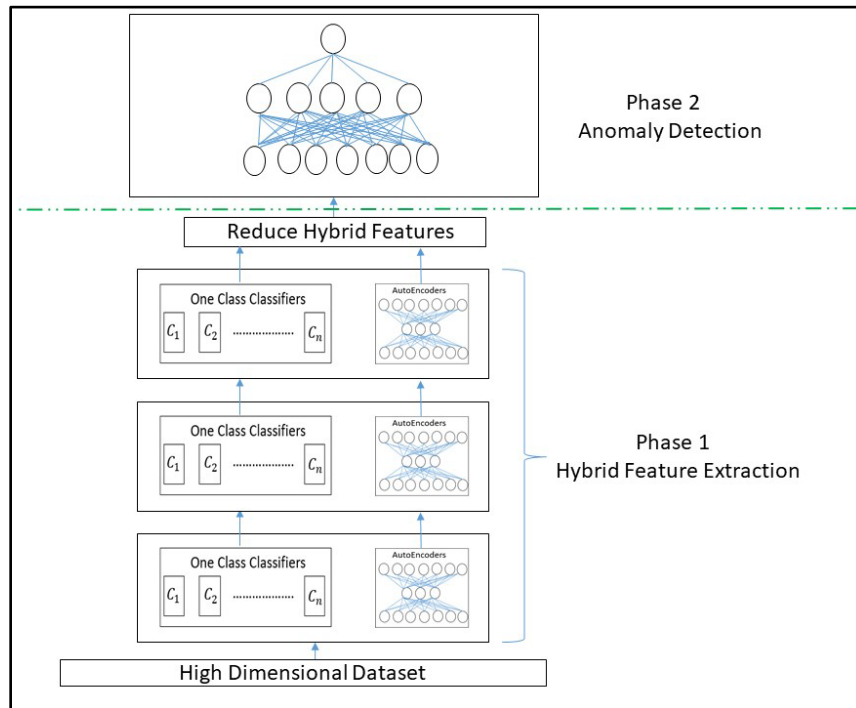 Phase 2
Anomaly Detection
Reduce Hybrid Features
One Class Classifiers
C1 C2 ..................... Cn
AutoEncoders
One Class Classifiers
C1 C2 ..................... Cn
AutoEncoders
Phase 1
Hybrid Feature Extraction
One Class Classifiers
C1 C2 ..................... Cn
AutoEncoders
High Dimensional Dataset